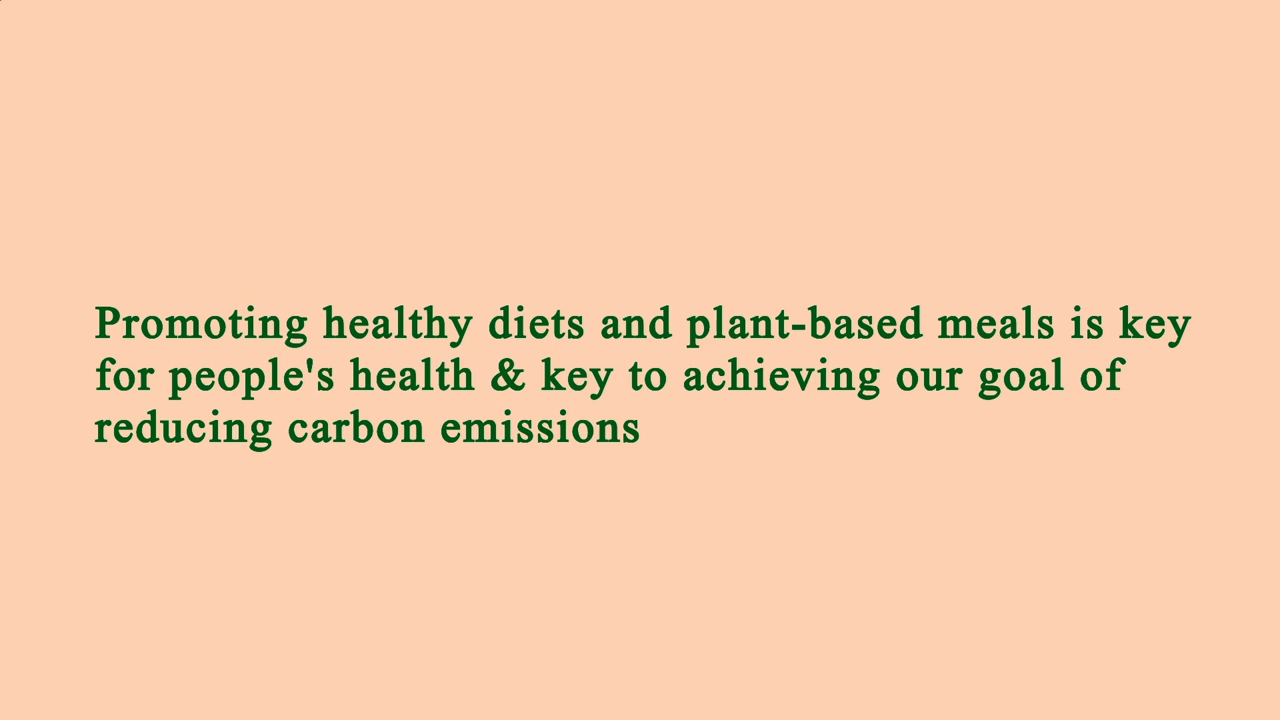 Promoting healthy diets and plant-based meals is key
for people's health & key to achieving our goal of
reducing carbon emissions